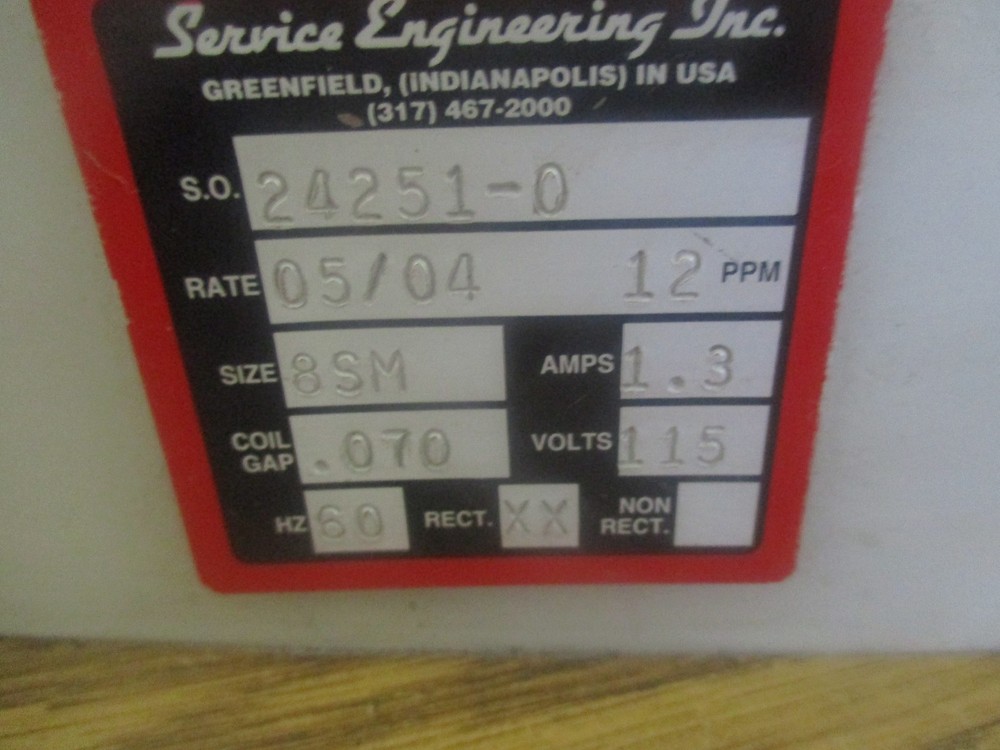 Service Engineering Inc.
GREENFIELD, (INDIANAPOLIS) IN USA
(317) 467-2000
S.O. 24251-0
RATE 05/04 12 PPM
SIZE 8SM AMPS 1.3
COIL GAP .070 VOLTS 115
HZ 60 RECT. XX NON RECT.